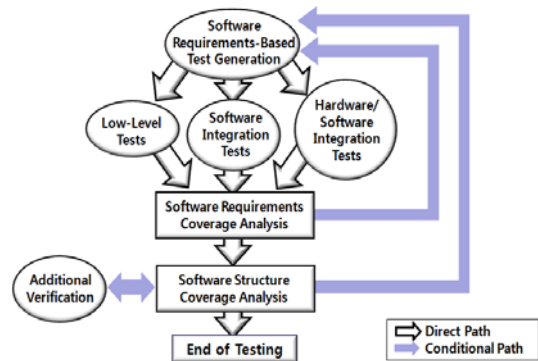 Software
Requirements-Based
Test Generation
Low-Level
Tests
Software
Integration
Tests
Hardware/
Software
Integration
Tests
Software Requirements
Coverage Analysis
Additional
Verification
Software Structure
Coverage Analysis
End of Testing
Direct Path
Conditional Path